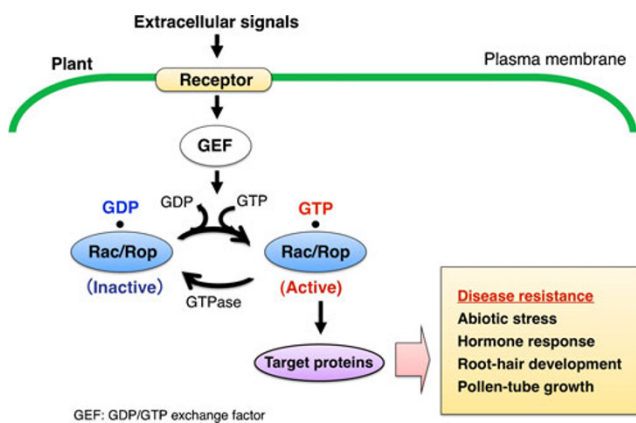 Extracellular signals
Plant
Plasma membrane
Receptor
GEF
GDP
GTP
GDP
GTP
Rac/Rop
Rac/Rop
(Inactive)
(Active)
GTPase
Target proteins
Disease resistance
Abiotic stress
Hormone response
Root-hair development
Pollen-tube growth
GEF: GDP/GTP exchange factor